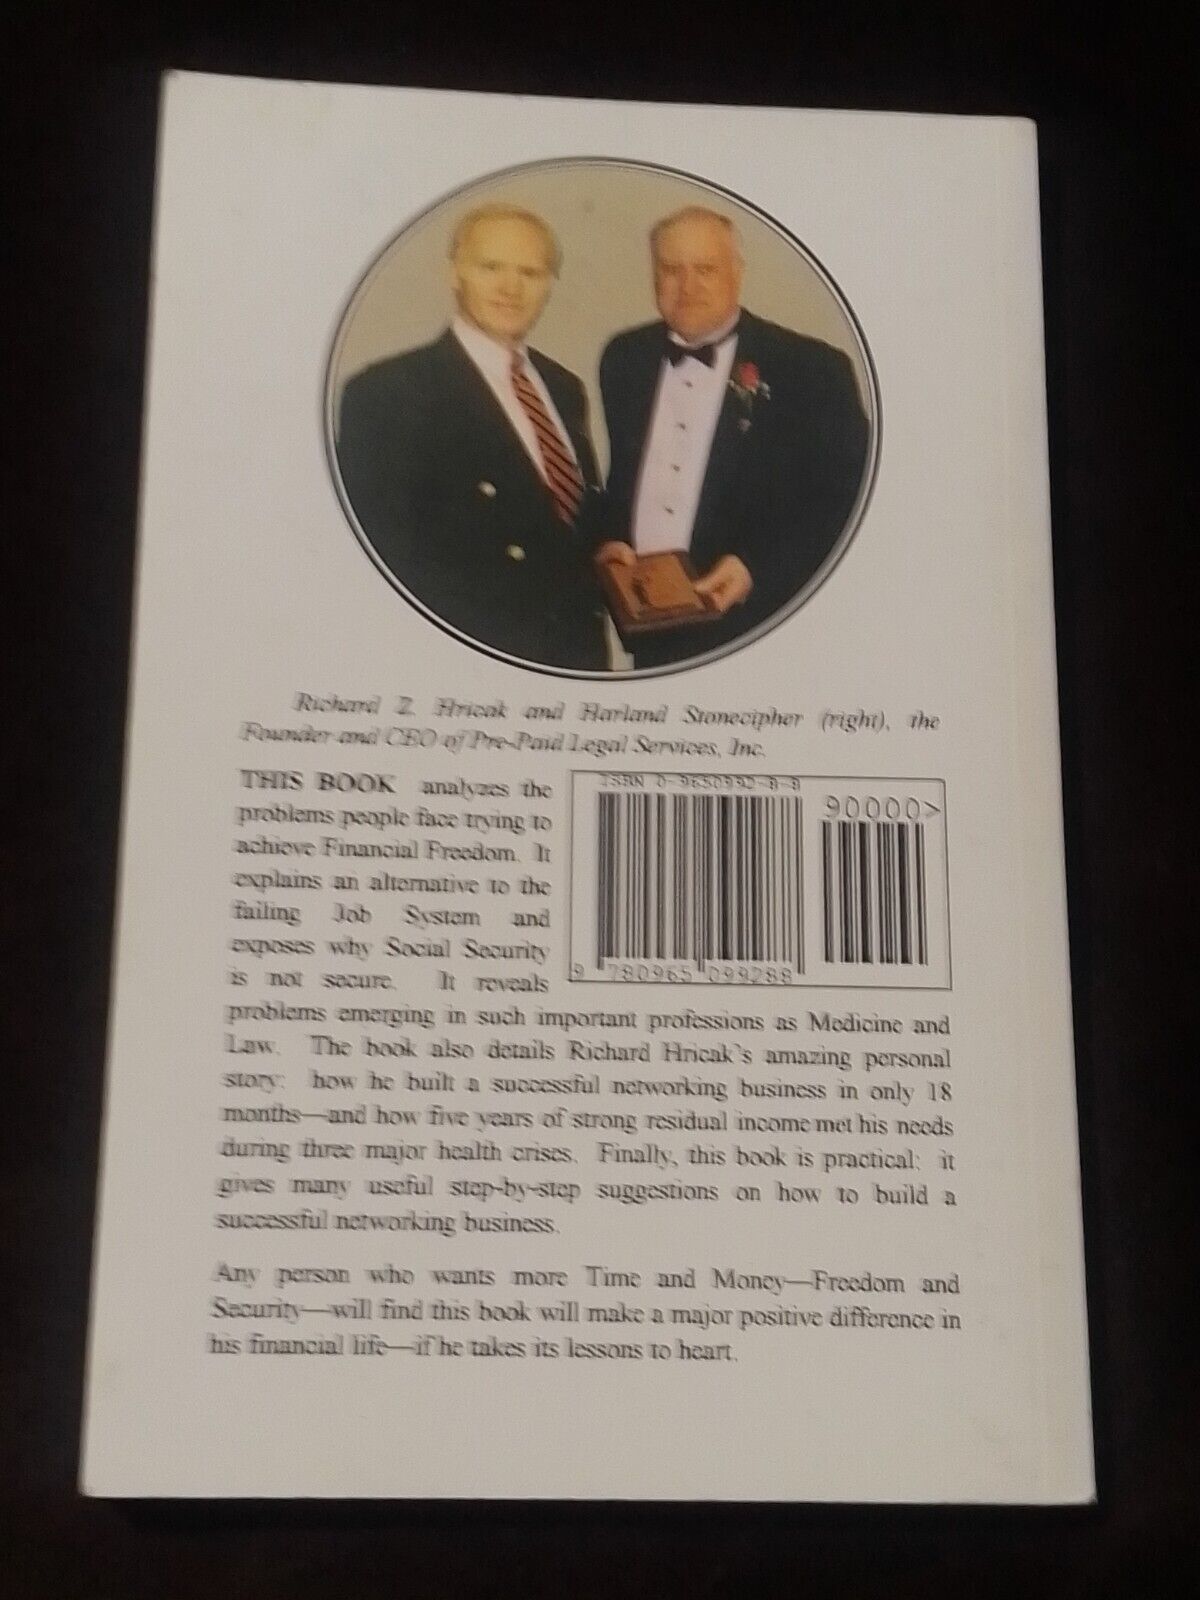 Richard Z. Hricak and Harland Stonecipher (right), the
Founder and CEO of Pre-Paid Legal Services, Inc.
THIS BOOK analyzes the
problems people face trying to
achieve Financial Freedom. It
explains an alternative to the
failing Job System and
exposes why Social Security
is not secure. It reveals
ISBN 0-9650992-8-8
90000>
9 780965 099288
problems emerging in such important professions as Medicine and
Law. The book also details Richard Hricak's amazing personal
story: how he built a successful networking business in only 18
months—and how five years of strong residual income met his needs
during three major health crises. Finally, this book is practical: it
gives many useful step-by-step suggestions on how to build a
successful networking business.
Any person who wants more Time and Money—Freedom and
Security—will find this book will make a major positive difference in
his financial life—if he takes its lessons to heart.